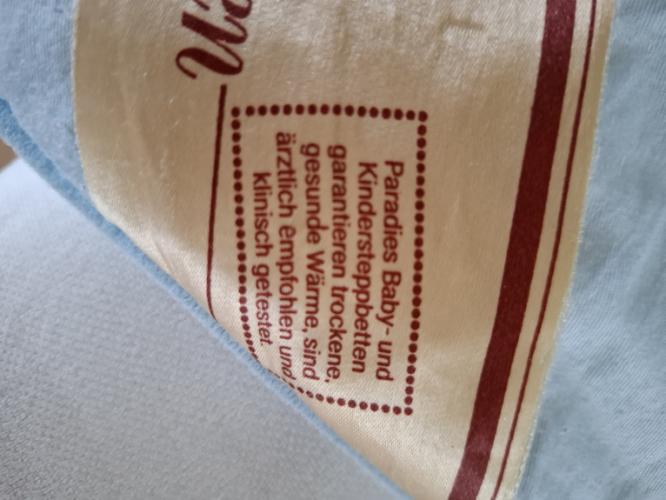 Paradies Baby- und
Kindersteppbetten
garantieren trockene,
gesunde Wärme, sind
ärztlich empfohlen und
klinisch getestet.